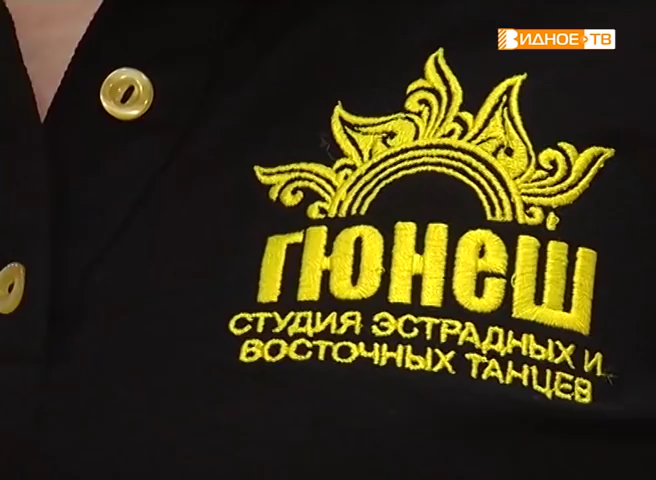 ВИДНОЕ ТВ
ГЮНеШ
СТУДИЯ ЭСТРАДНЫХ И
ВОСТОЧНЫХ ТАНЦЕВ